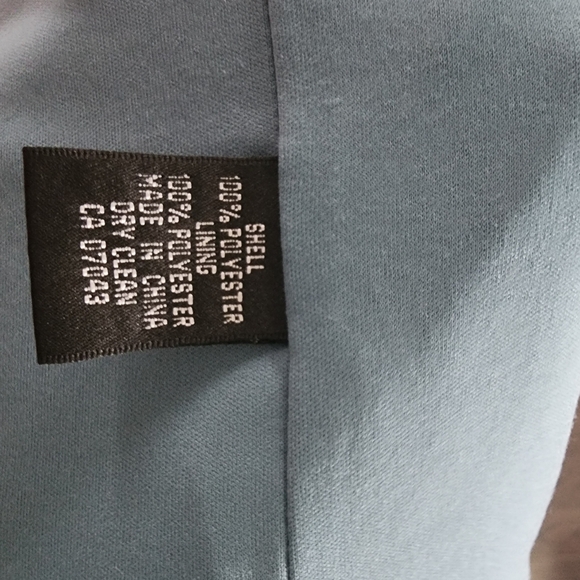 SHELL
100% POLYESTER
LINING
100% POLYESTER
MADE IN CHINA
DRY CLEAN
CA 07043